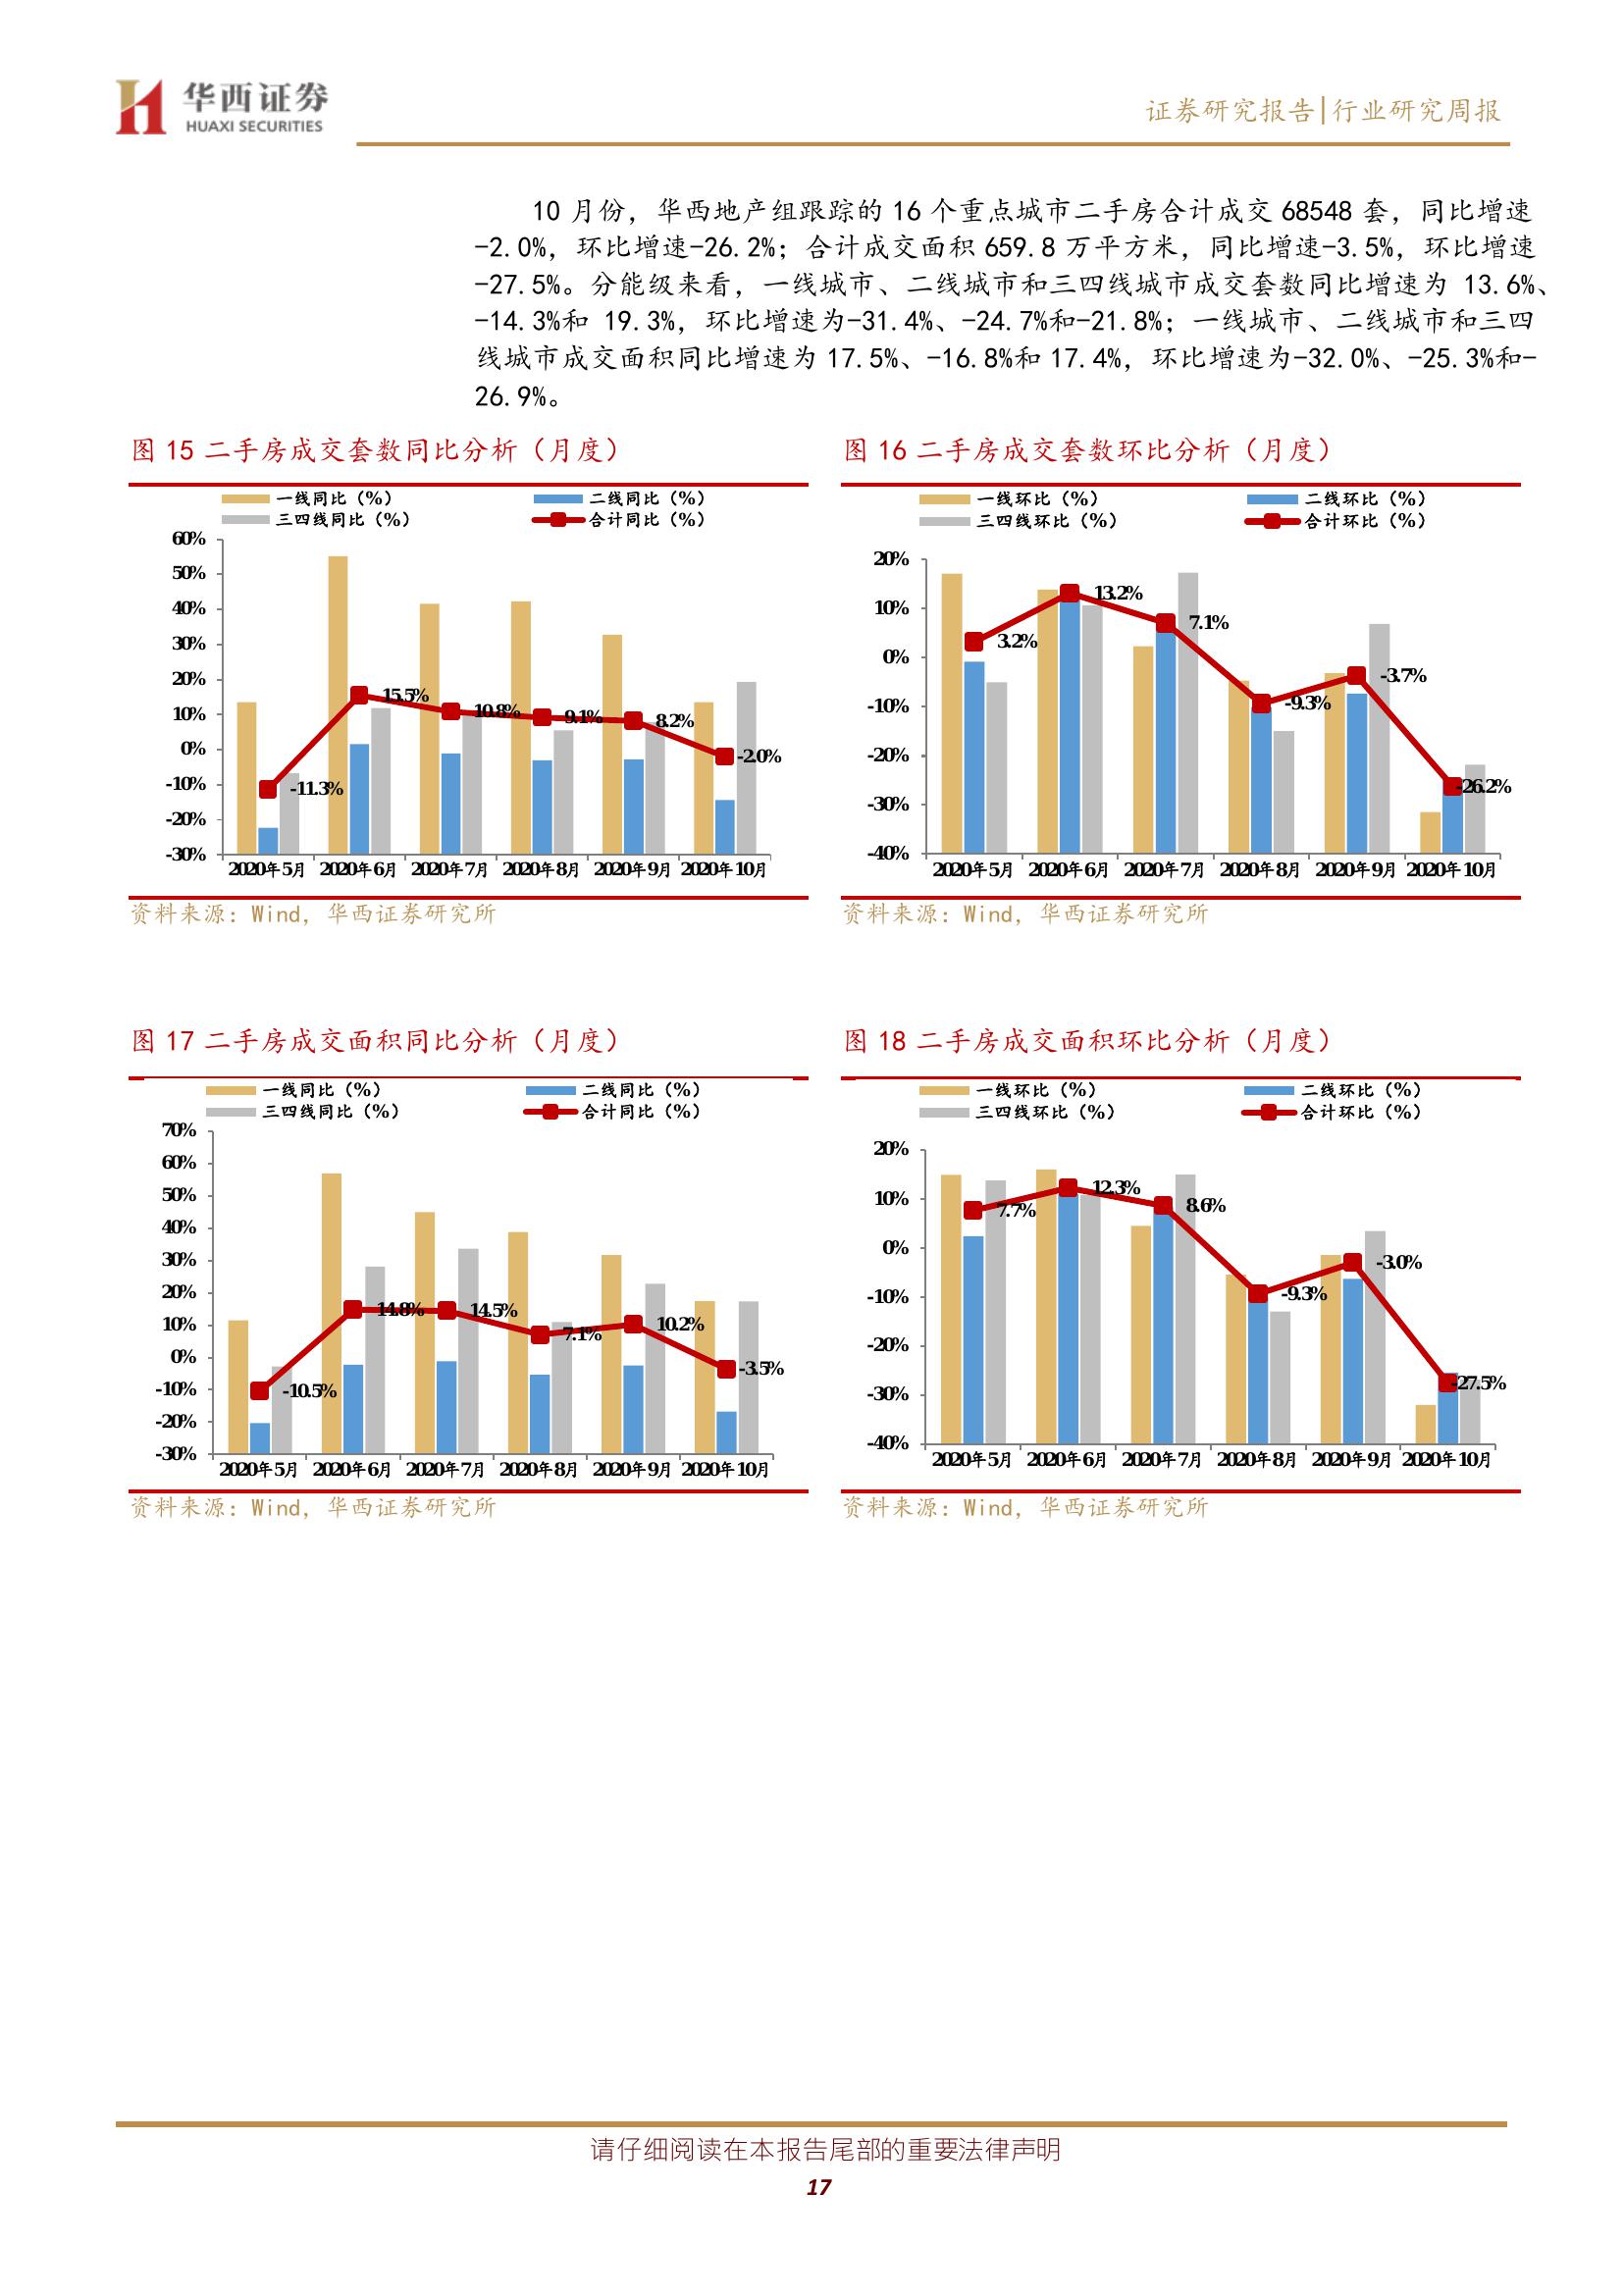 华西证券
HUAXI SECURITIES
证券研究报告|行业研究周报
10 月份，华西地产组跟踪的 16 个重点城市二手房合计成交 68548 套，同比增速
-2.0%，环比增速-26.2%；合计成交面积 659.8 万平方米，同比增速-3.5%，环比增速
-27.5%。分能级来看，一线城市、二线城市和三四线城市成交套数同比增速为 13.6%、
-14.3%和 19.3%，环比增速为-31.4%、-24.7%和-21.8%；一线城市、二线城市和三四
线城市成交面积同比增速为 17.5%、-16.8%和 17.4%，环比增速为-32.0%、-25.3%和-
26.9%。
图 15 二手房成交套数同比分析（月度）
一线同比（%） 二线同比（%）
三四线同比（%） 合计同比（%）
60%
50%
40%
30%
20%
10%
0%
-10%
-20%
-30%
-11.3% 15.5% 10.8% 9.1% 8.2% -2.0%
2020年5月 2020年6月 2020年7月 2020年8月 2020年9月 2020年10月
资料来源：Wind，华西证券研究所
图 16 二手房成交套数环比分析（月度）
一线环比（%） 二线环比（%）
三四线环比（%） 合计环比（%）
20%
10%
0%
-10%
-20%
-30%
-40%
3.2% 13.2% 7.1% -9.3% -3.7% -26.2%
2020年5月 2020年6月 2020年7月 2020年8月 2020年9月 2020年10月
资料来源：Wind，华西证券研究所
图 17 二手房成交面积同比分析（月度）
一线同比（%） 二线同比（%）
三四线同比（%） 合计同比（%）
70%
60%
50%
40%
30%
20%
10%
0%
-10%
-20%
-30%
-10.5% 14.8% 14.5% 7.1% 10.2% -3.5%
2020年5月 2020年6月 2020年7月 2020年8月 2020年9月 2020年10月
资料来源：Wind，华西证券研究所
图 18 二手房成交面积环比分析（月度）
一线环比（%） 二线环比（%）
三四线环比（%） 合计环比（%）
20%
10%
0%
-10%
-20%
-30%
-40%
7.7% 12.3% 8.6% -9.3% -3.0% -27.5%
2020年5月 2020年6月 2020年7月 2020年8月 2020年9月 2020年10月
资料来源：Wind，华西证券研究所
请仔细阅读在本报告尾部的重要法律声明
17